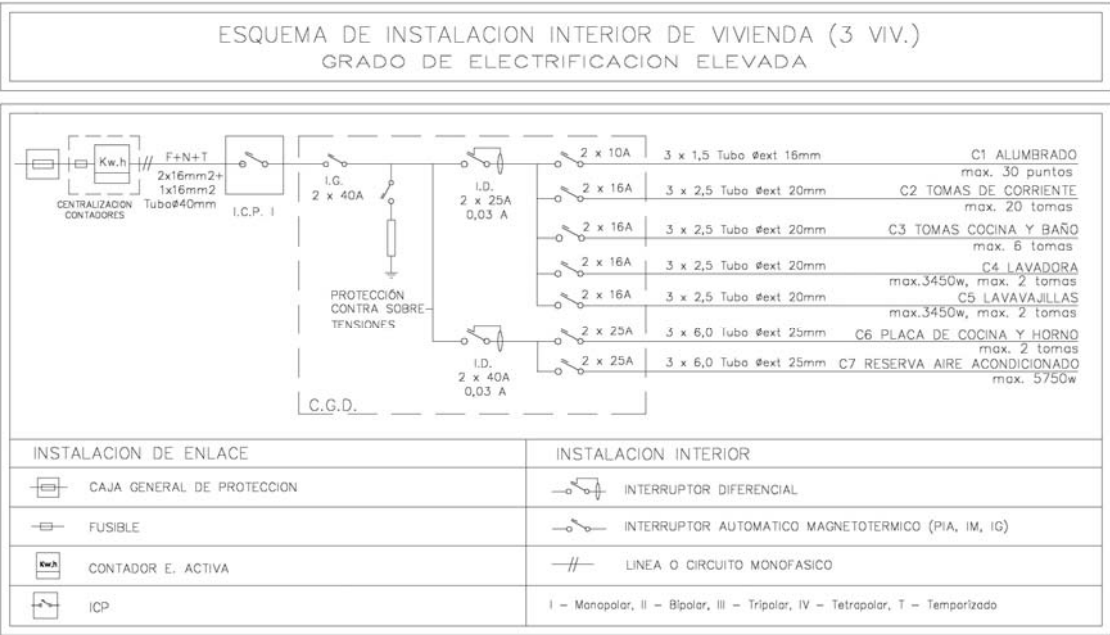 ESQUEMA DE INSTALACION INTERIOR DE VIVIENDA (3 VIV.)
GRADO DE ELECTRIFICACION ELEVADA
Kw.h
CENTRALIZACION
CONTADORES
F+N+T
2x16mm2+
1x16mm2
Tuboø40mm
I.C.P. I
I.G.
2 x 40A
PROTECCIÓN
CONTRA SOBRE-
TENSIONES
I.D.
2 x 25A
0,03 A
I.D.
2 x 40A
0,03 A
C.G.D.
2 x 10A 3 x 1,5 Tubo øext 16mm C1 ALUMBRADO
max. 30 puntos
2 x 16A 3 x 2,5 Tubo øext 20mm C2 TOMAS DE CORRIENTE
max. 20 tomas
2 x 16A 3 x 2,5 Tubo øext 20mm C3 TOMAS COCINA Y BAÑO
max. 6 tomas
2 x 16A 3 x 2,5 Tubo øext 20mm C4 LAVADORA
max.3450w, max. 2 tomas
2 x 16A 3 x 2,5 Tubo øext 20mm C5 LAVAVAJILLAS
max.3450w, max. 2 tomas
2 x 25A 3 x 6,0 Tubo øext 25mm C6 PLACA DE COCINA Y HORNO
max. 2 tomas
2 x 25A 3 x 6,0 Tubo øext 25mm C7 RESERVA AIRE ACONDICIONADO
max. 5750w
INSTALACION DE ENLACE
CAJA GENERAL DE PROTECCION
FUSIBLE
Kw.h CONTADOR E. ACTIVA
ICP
INSTALACION INTERIOR
INTERRUPTOR DIFERENCIAL
INTERRUPTOR AUTOMATICO MAGNETOTERMICO (PIA, IM, IG)
LINEA O CIRCUITO MONOFASICO
I – Monopolar, II – Bipolar, III – Tripolar, IV – Tetrapolar, T – Temporizado